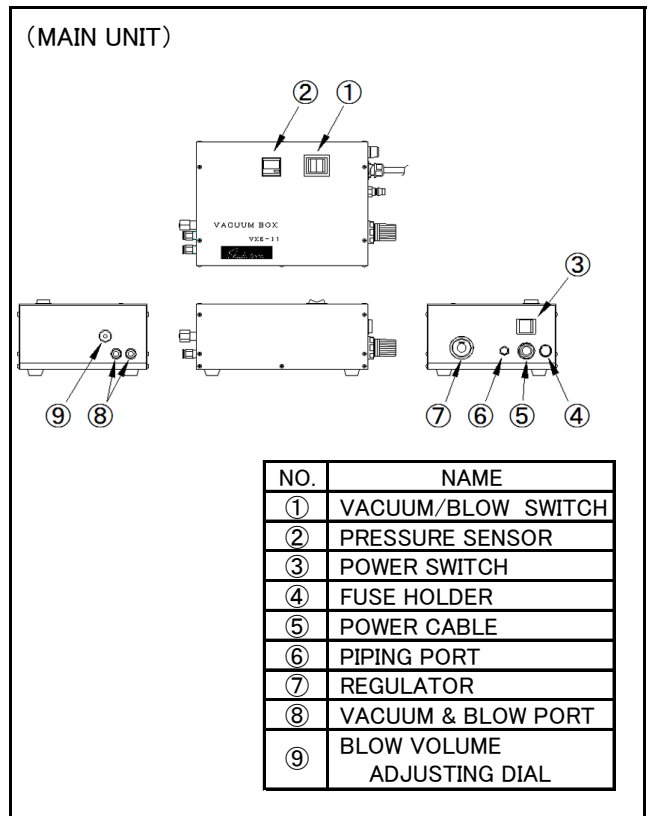 (MAIN UNIT)
② ①
VACUUM BOX
③
⑨ ⑧ ⑦ ⑥ ⑤ ④
NO. NAME
① VACUUM/BLOW SWITCH
② PRESSURE SENSOR
③ POWER SWITCH
④ FUSE HOLDER
⑤ POWER CABLE
⑥ PIPING PORT
⑦ REGULATOR
⑧ VACUUM & BLOW PORT
⑨ BLOW VOLUME
ADJUSTING DIAL